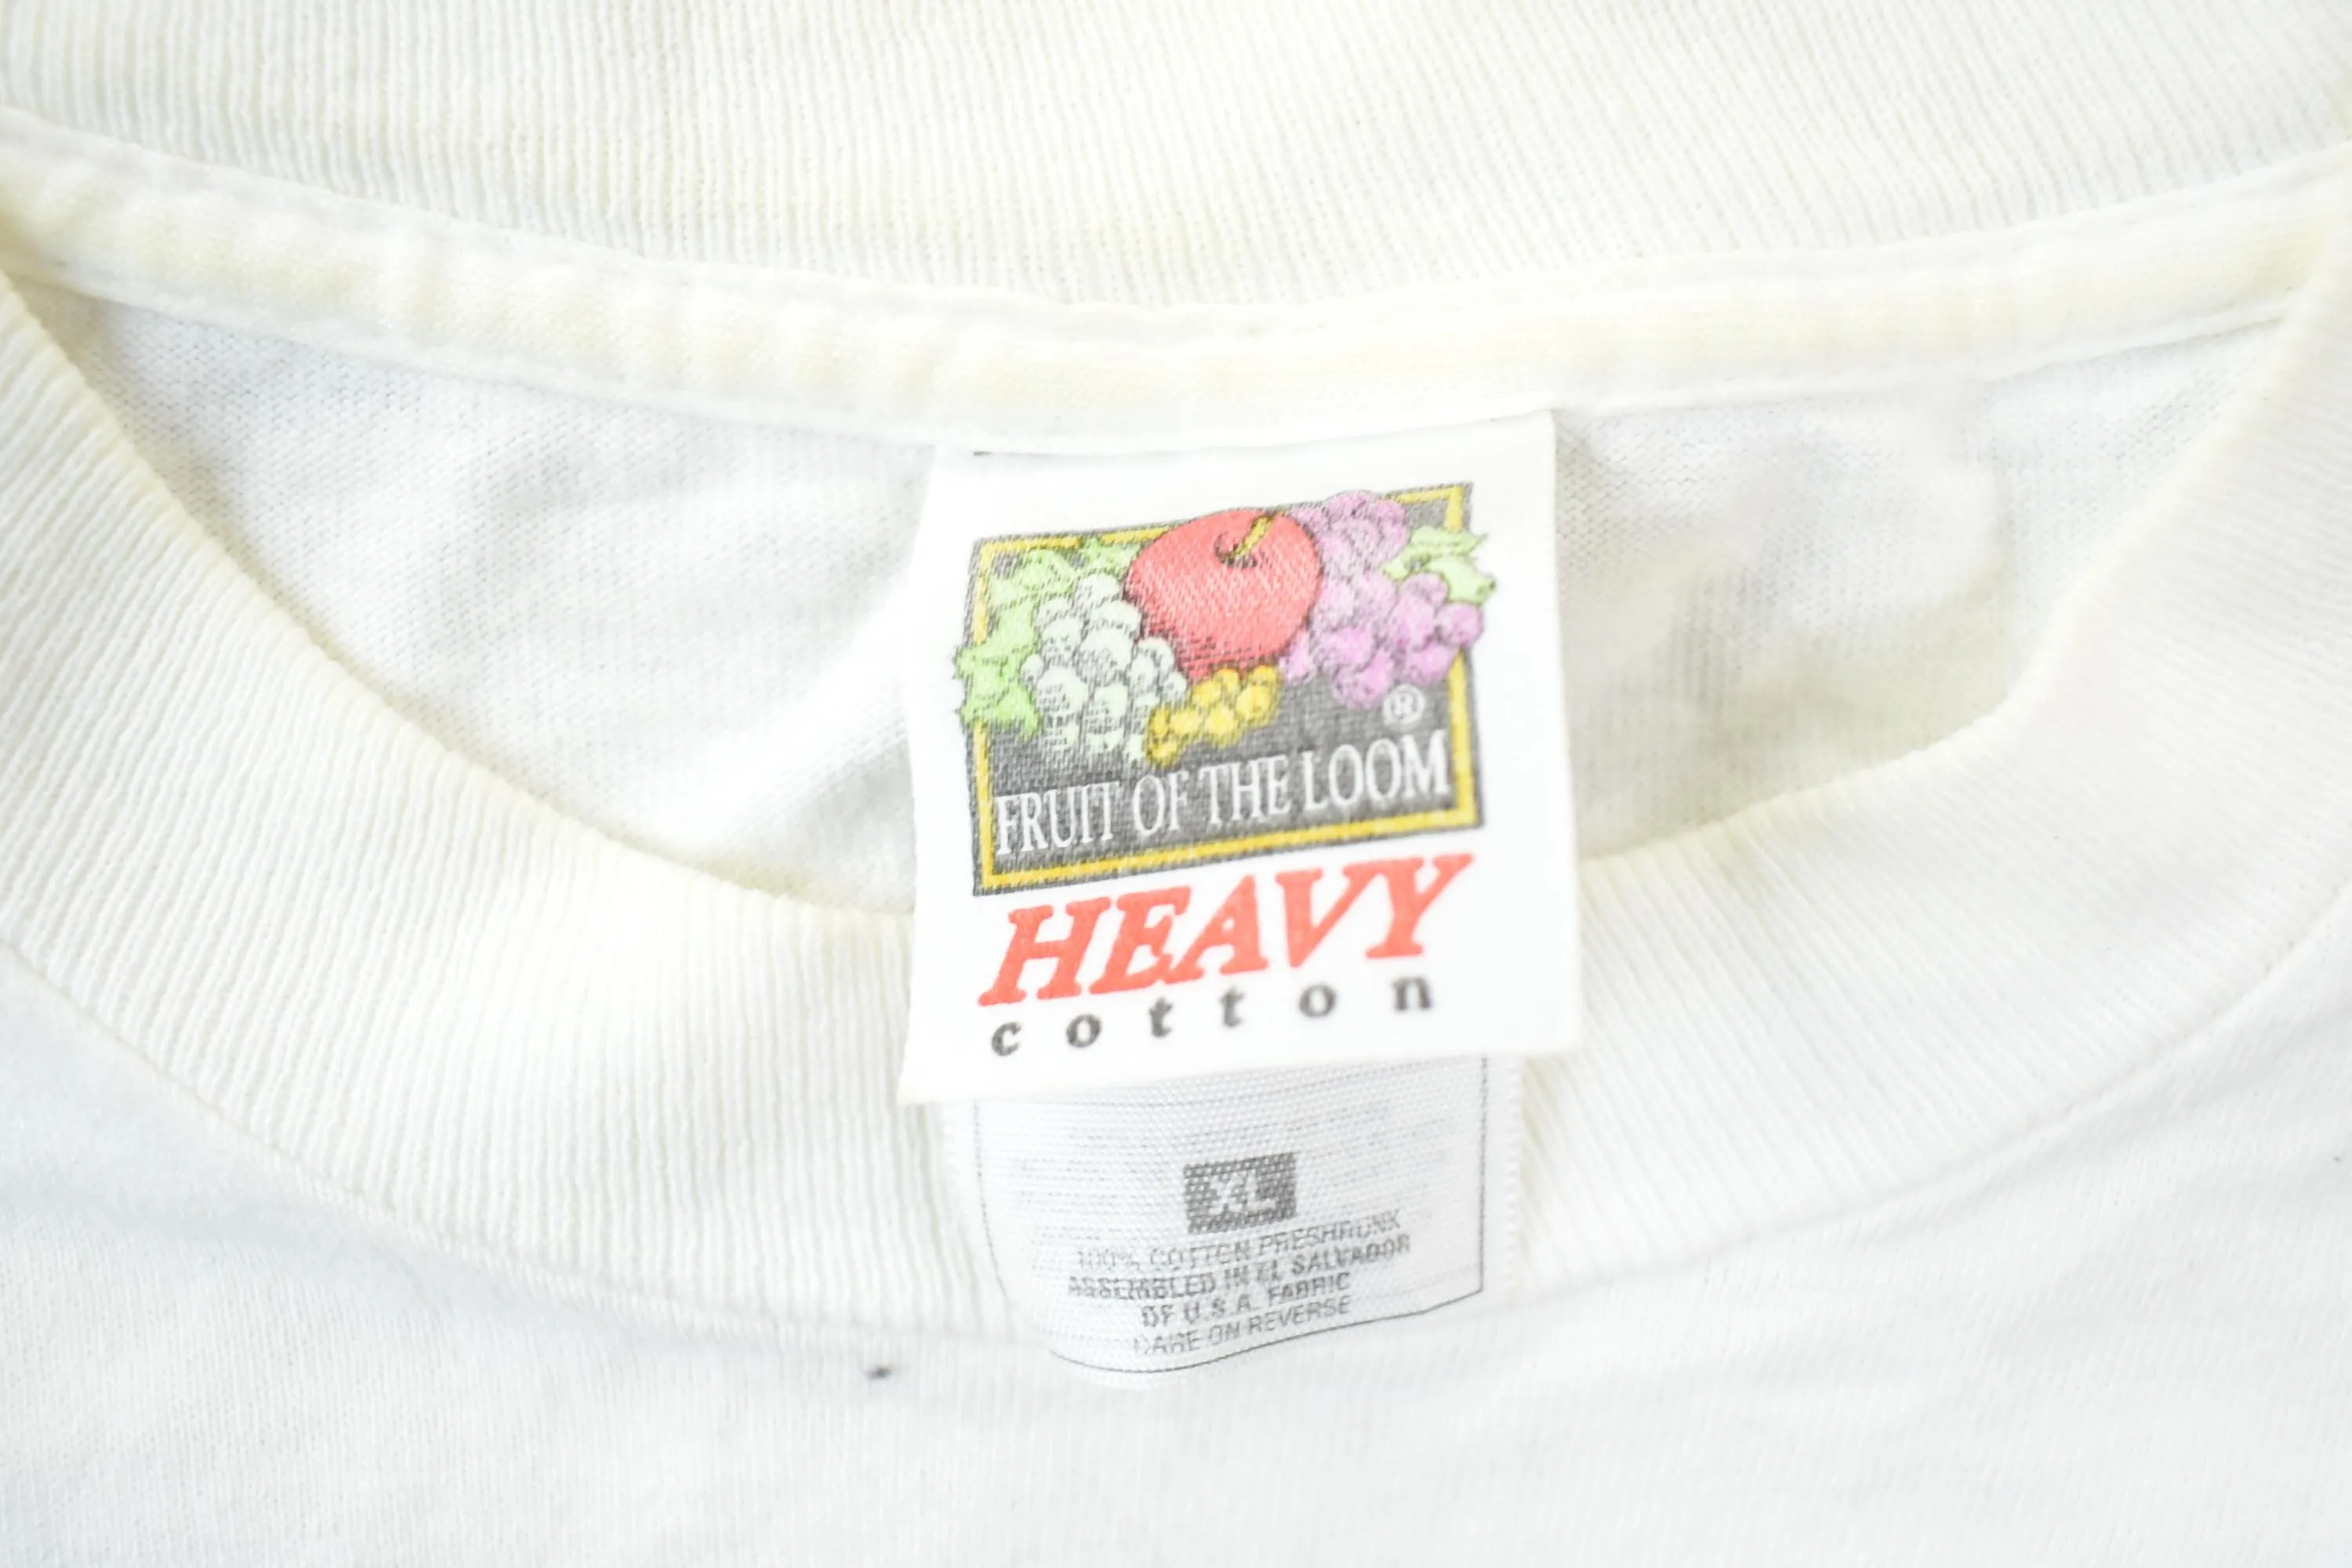 ®
FRUIT OF THE LOOM
HEAVY
cotton
XL
100% COTTON PRESHRUNK
ASSEMBLED IN EL SALVADOR
OF U.S.A. FABRIC
CARE ON REVERSE